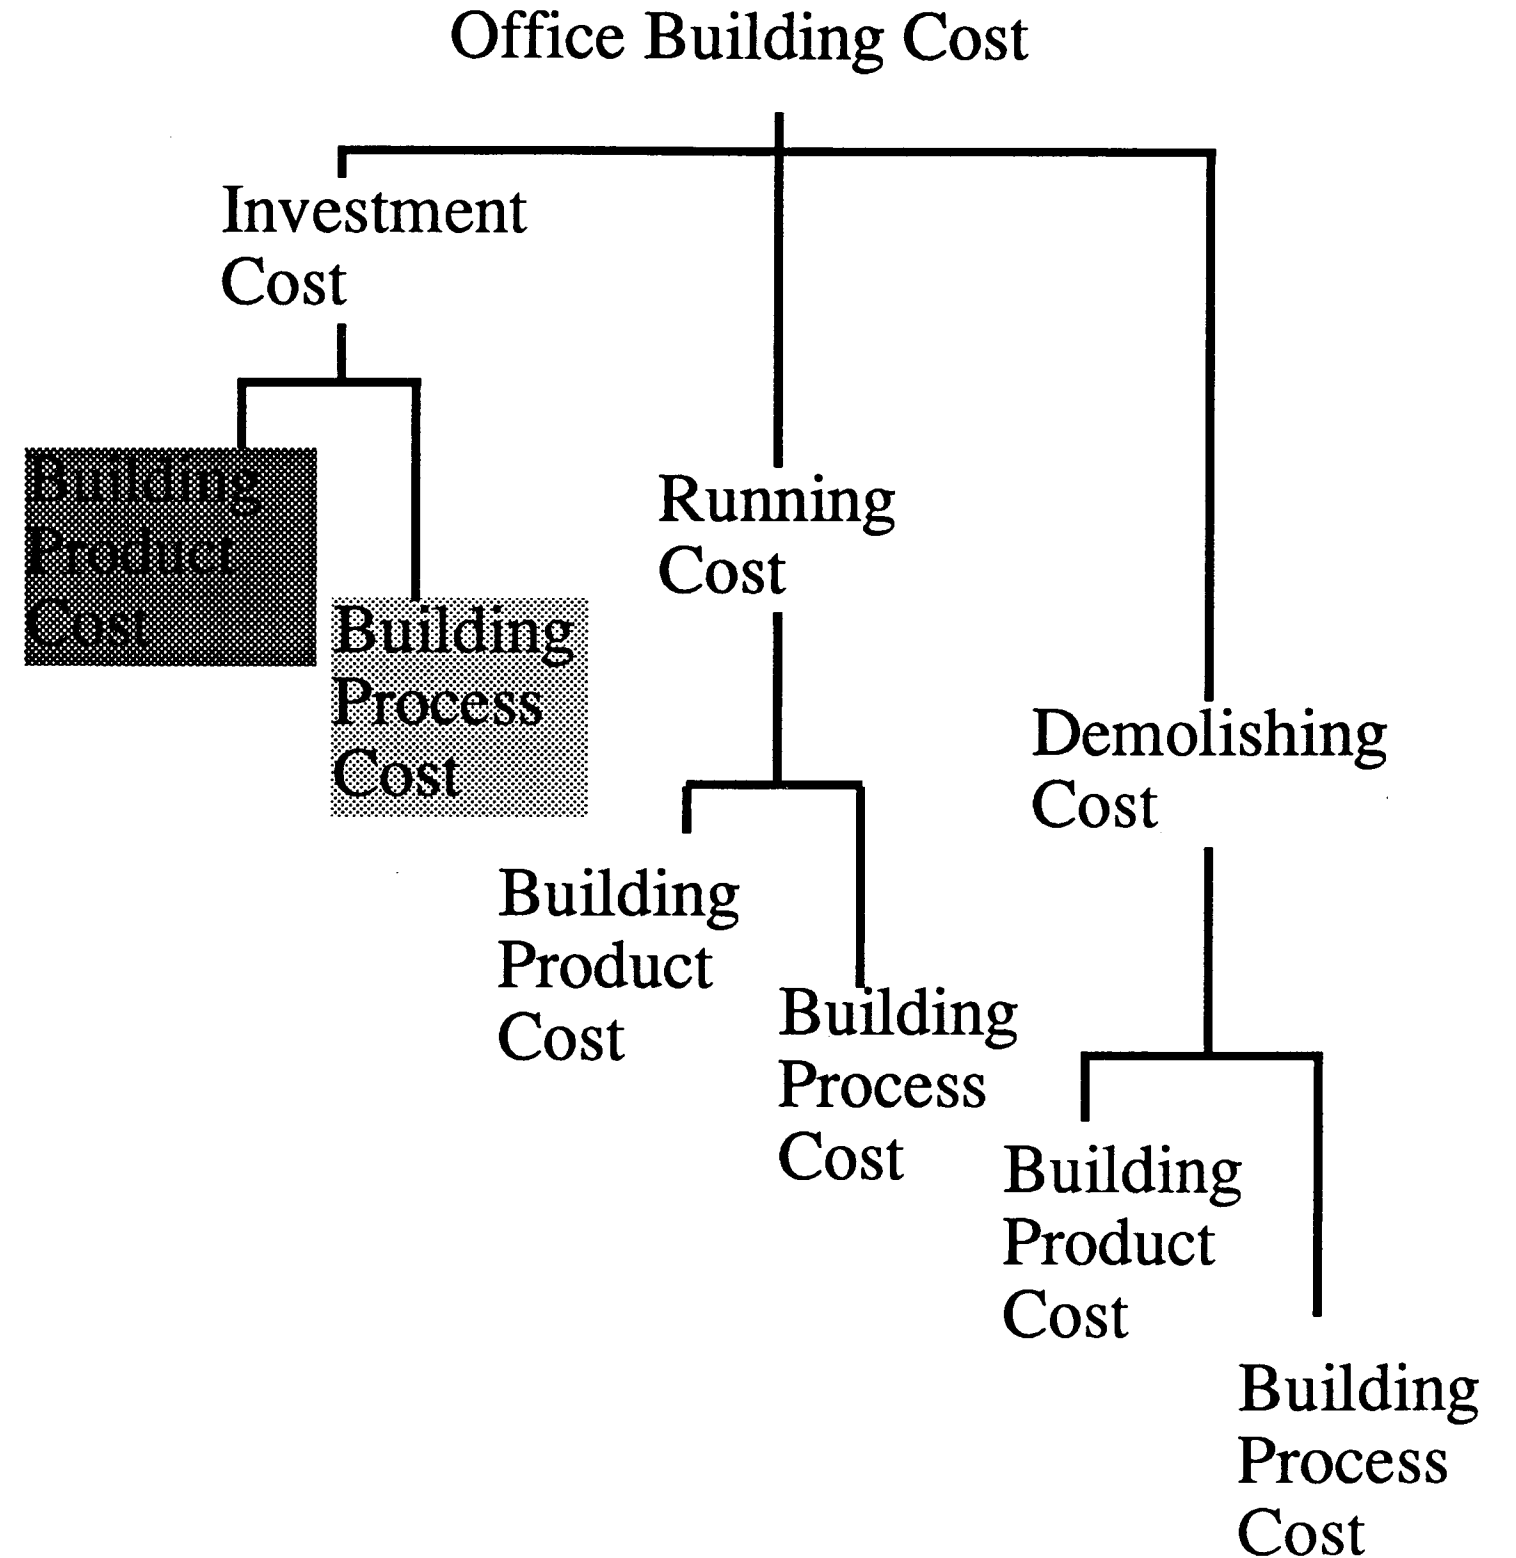 Office Building Cost
Investment
Cost
Building
Product
Cost
Building
Process
Cost
Running
Cost
Building
Product
Cost
Building
Process
Cost
Demolishing
Cost
Building
Product
Cost
Building
Process
Cost